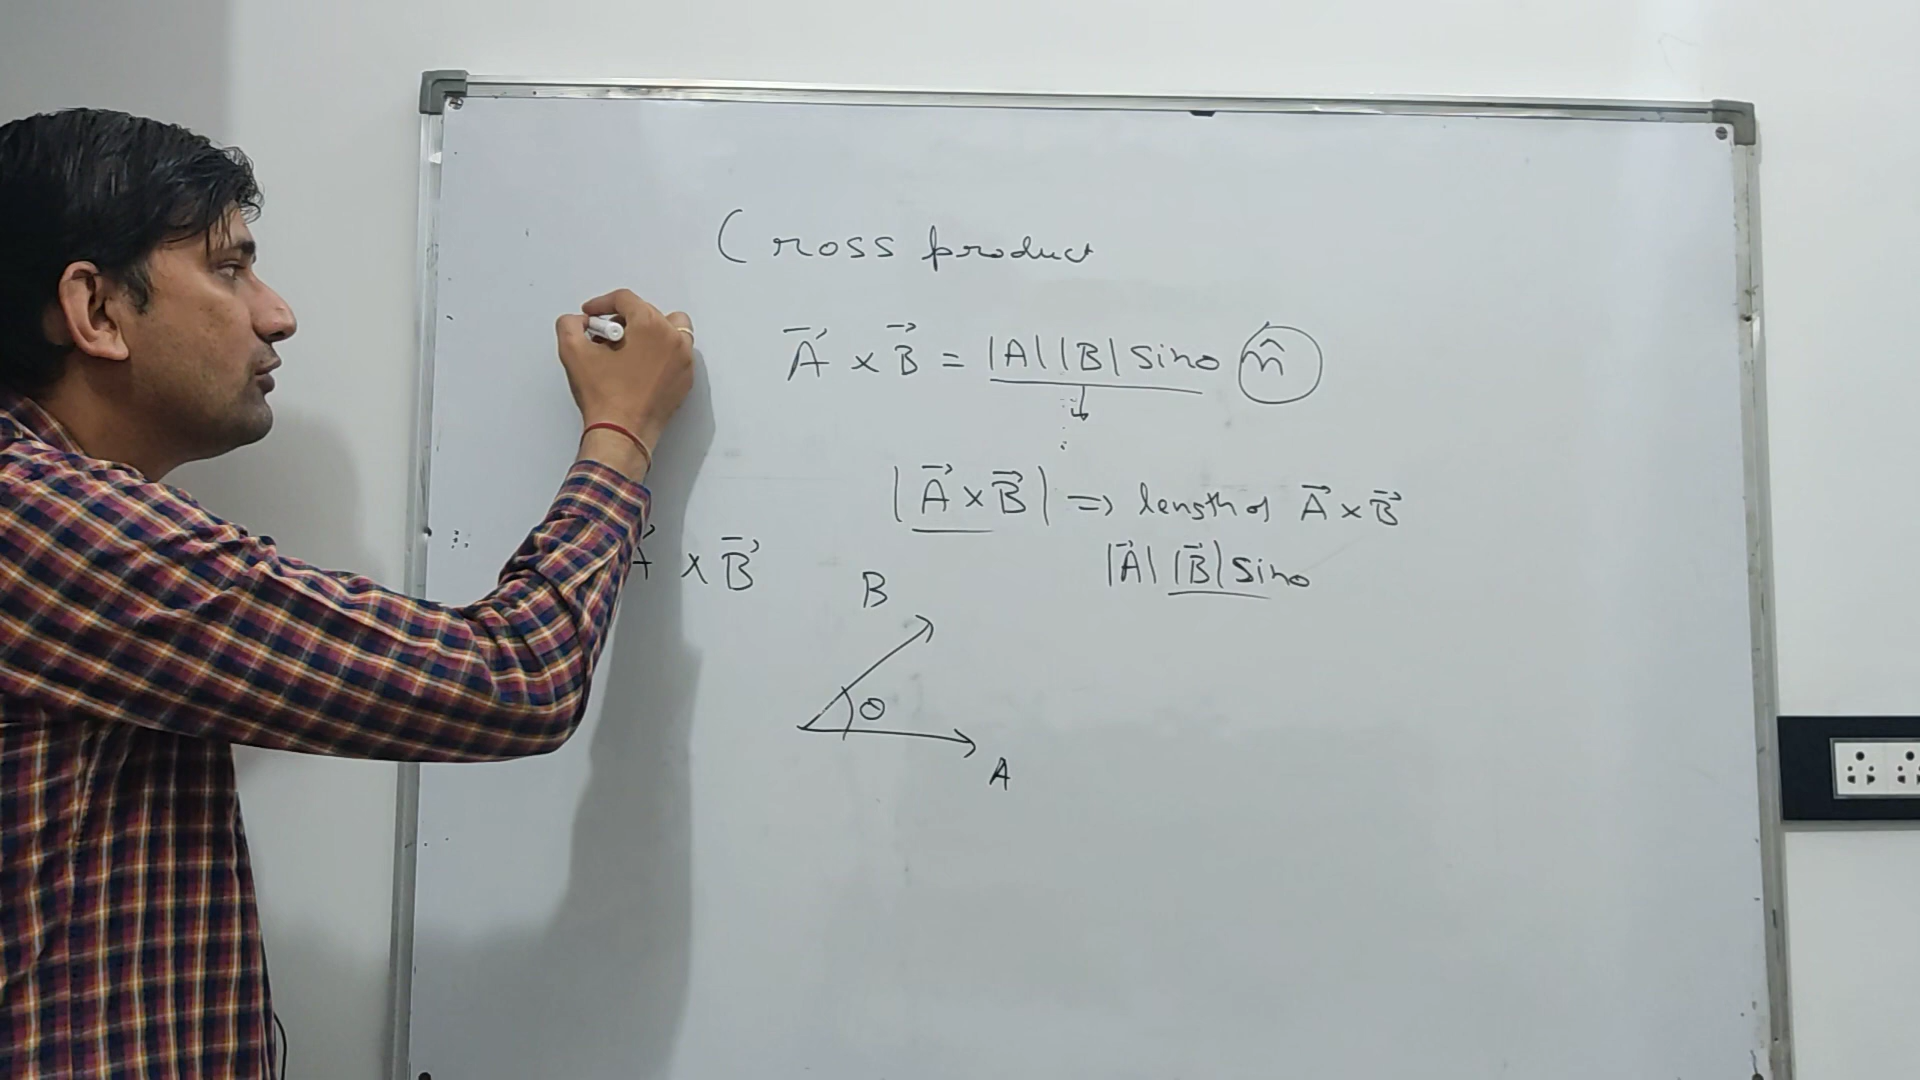 Cross product
A⃗ × B⃗ = |A| |B| Sinθ n̂
|A⃗ × B⃗| => length of A⃗ × B⃗
A⃗ × B⃗
|A⃗| |B⃗| Sinθ
B
θ
A